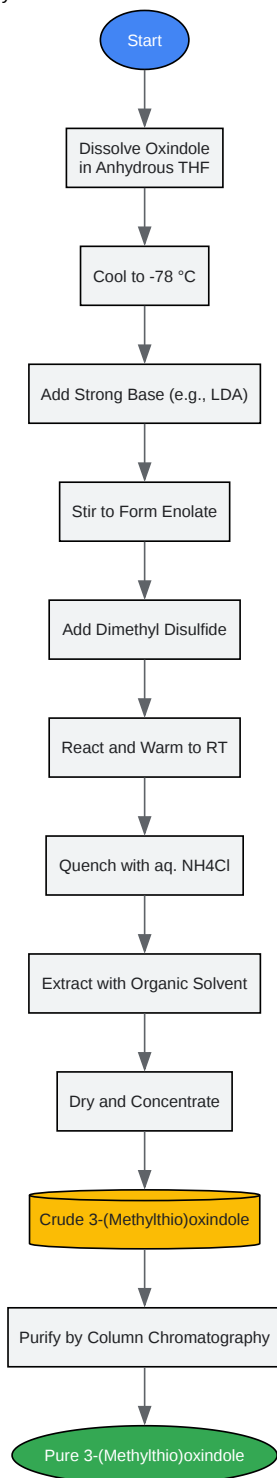 Start
Dissolve Oxindole
in Anhydrous THF
Cool to -78 °C
Add Strong Base (e.g., LDA)
Stir to Form Enolate
Add Dimethyl Disulfide
React and Warm to RT
Quench with aq. NH4Cl
Extract with Organic Solvent
Dry and Concentrate
Crude 3-(Methylthio)oxindole
Purify by Column Chromatography
Pure 3-(Methylthio)oxindole